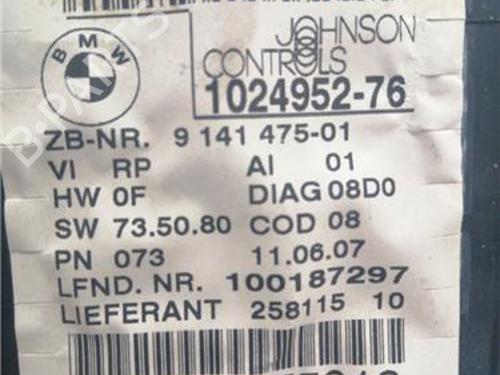 BMW
JOHNSON
CONTROLS
1024952-76
ZB-NR. 9 141 475-01
VI RP AI 01
HW 0F DIAG 08D0
SW 73.50.80 COD 08
PN 073 11.06.07
LFND. NR. 100187297
LIEFERANT 258115 10
B-PARTS